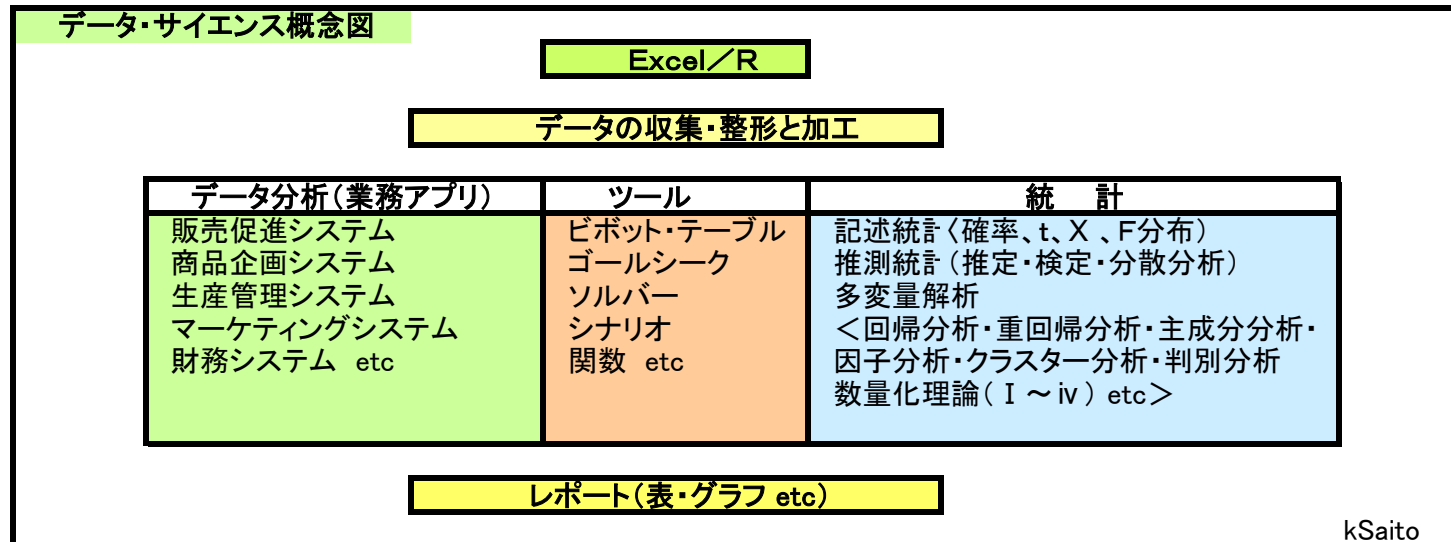 データ・サイエンス概念図
Excel／R
データの収集・整形と加工
データ分析（業務アプリ） ツール 統 計
販売促進システム ピボット・テーブル 記述統計〈確率、t、X 、F分布）
商品企画システム ゴールシーク 推測統計（推定・検定・分散分析）
生産管理システム ソルバー 多変量解析
マーケティングシステム シナリオ ＜回帰分析・重回帰分析・主成分分析・
財務システム etc 関数 etc 因子分析・クラスター分析・判別分析
数量化理論（Ⅰ～ⅳ）etc＞
レポート（表・グラフ etc）
kSaito